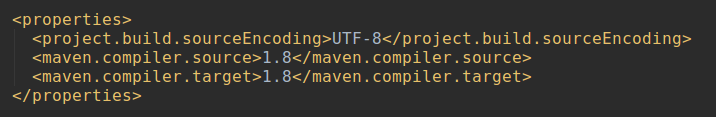 <properties>
  <project.build.sourceEncoding>UTF-8</project.build.sourceEncoding>
  <maven.compiler.source>1.8</maven.compiler.source>
  <maven.compiler.target>1.8</maven.compiler.target>
</properties>